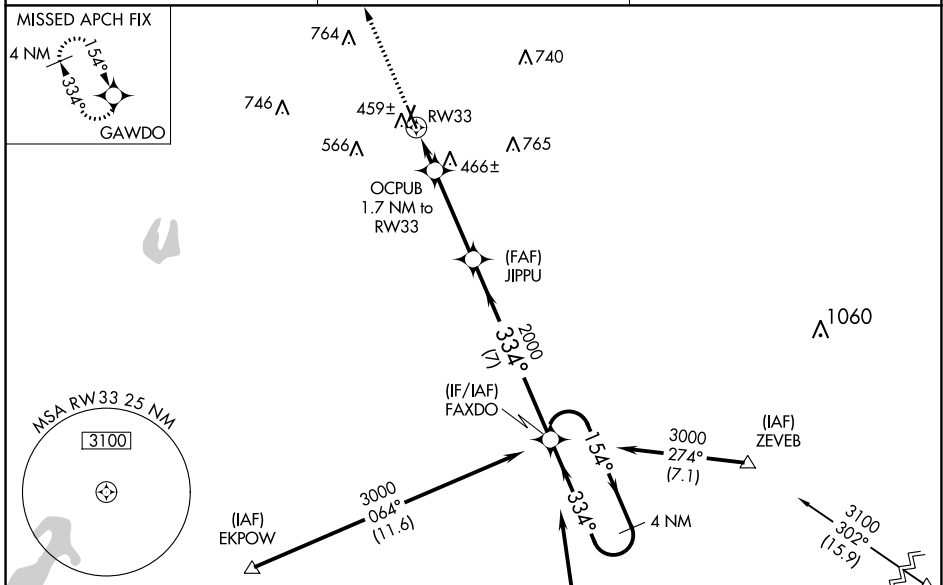 MISSED APCH FIX
4 NM
154°
334°
GAWDO
764
740
746
459±
RW33
566
765
466±
OCPUB
1.7 NM to
RW33
(FAF)
JIPPU
1060
2000
334°
(7)
(IF/IAF)
FAXDO
MSA RW33 25 NM
3100
154°
334°
4 NM
3000
274°
(7.1)
(IAF)
ZEVEB
3000
064°
(11.6)
(IAF)
EKPOW
3100
302°
(15.9)